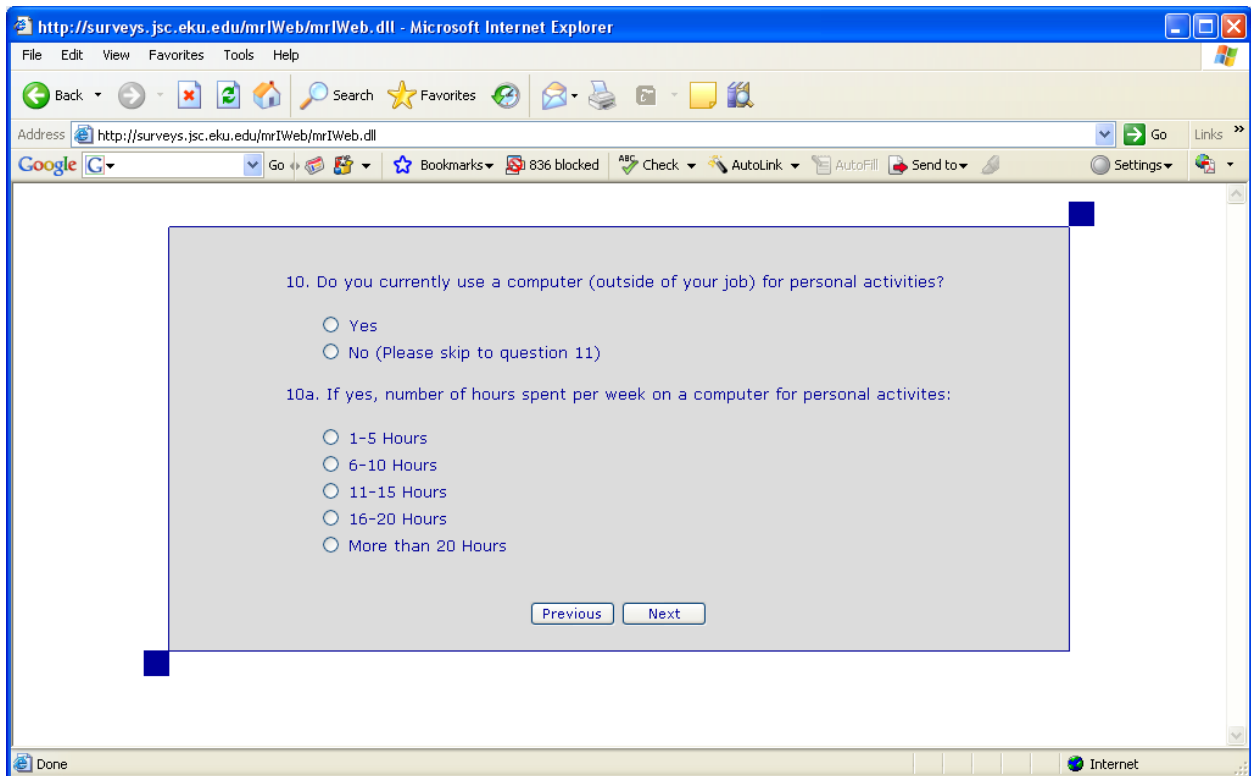 http://surveys.jsc.eku.edu/mrIWeb/mrIWeb.dll - Microsoft Internet Explorer
File Edit View Favorites Tools Help
Back Search Favorites
Address http://surveys.jsc.eku.edu/mrIWeb/mrIWeb.dll Go Links »
Google G Go Bookmarks 836 blocked ABC Check AutoLink AutoFill Send to Settings
10. Do you currently use a computer (outside of your job) for personal activities?
Yes
No (Please skip to question 11)
10a. If yes, number of hours spent per week on a computer for personal activites:
1-5 Hours
6-10 Hours
11-15 Hours
16-20 Hours
More than 20 Hours
Previous Next
Done Internet